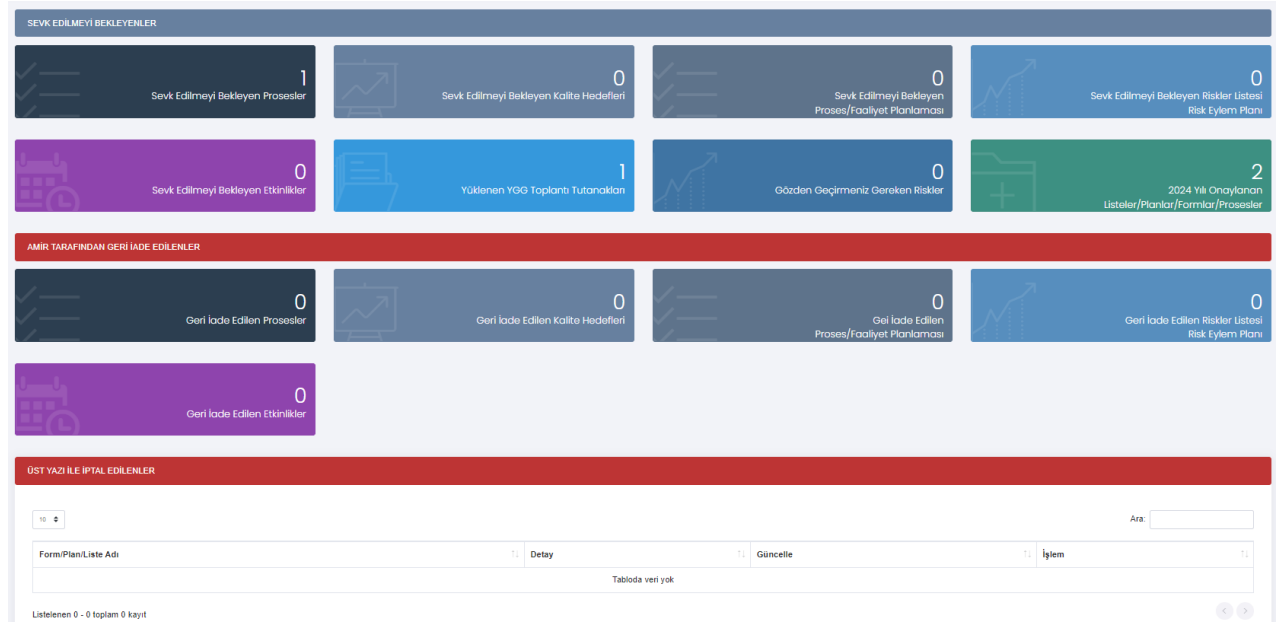 SEVK EDİLMEYİ BEKLEYENLER
1
Sevk Edilmeyi Bekleyen Prosesler
0
Sevk Edilmeyi Bekleyen Kalite Hedefleri
0
Sevk Edilmeyi Bekleyen
Proses/Faaliyet Planlaması
0
Sevk Edilmeyi Bekleyen Riskler Listesi
Risk Eylem Planı
0
Sevk Edilmeyi Bekleyen Etkinlikler
1
Yüklenen YGG Toplantı Tutanakları
0
Gözden Geçirmeniz Gereken Riskler
2
2024 Yılı Onaylanan
Listeler/Planlar/Formlar/Prosesler
AMİR TARAFINDAN GERİ İADE EDİLENLER
0
Geri İade Edilen Prosesler
0
Geri İade Edilen Kalite Hedefleri
0
Gei İade Edilen
Proses/Faaliyet Planlaması
0
Geri İade Edilen Riskler Listesi
Risk Eylem Planı
0
Geri İade Edilen Etkinlikler
ÜST YAZI İLE İPTAL EDİLENLER
10
Ara:
Form/Plan/Liste Adı Detay Güncelle İşlem
Tabloda veri yok
Listelenen 0 - 0 toplam 0 kayıt